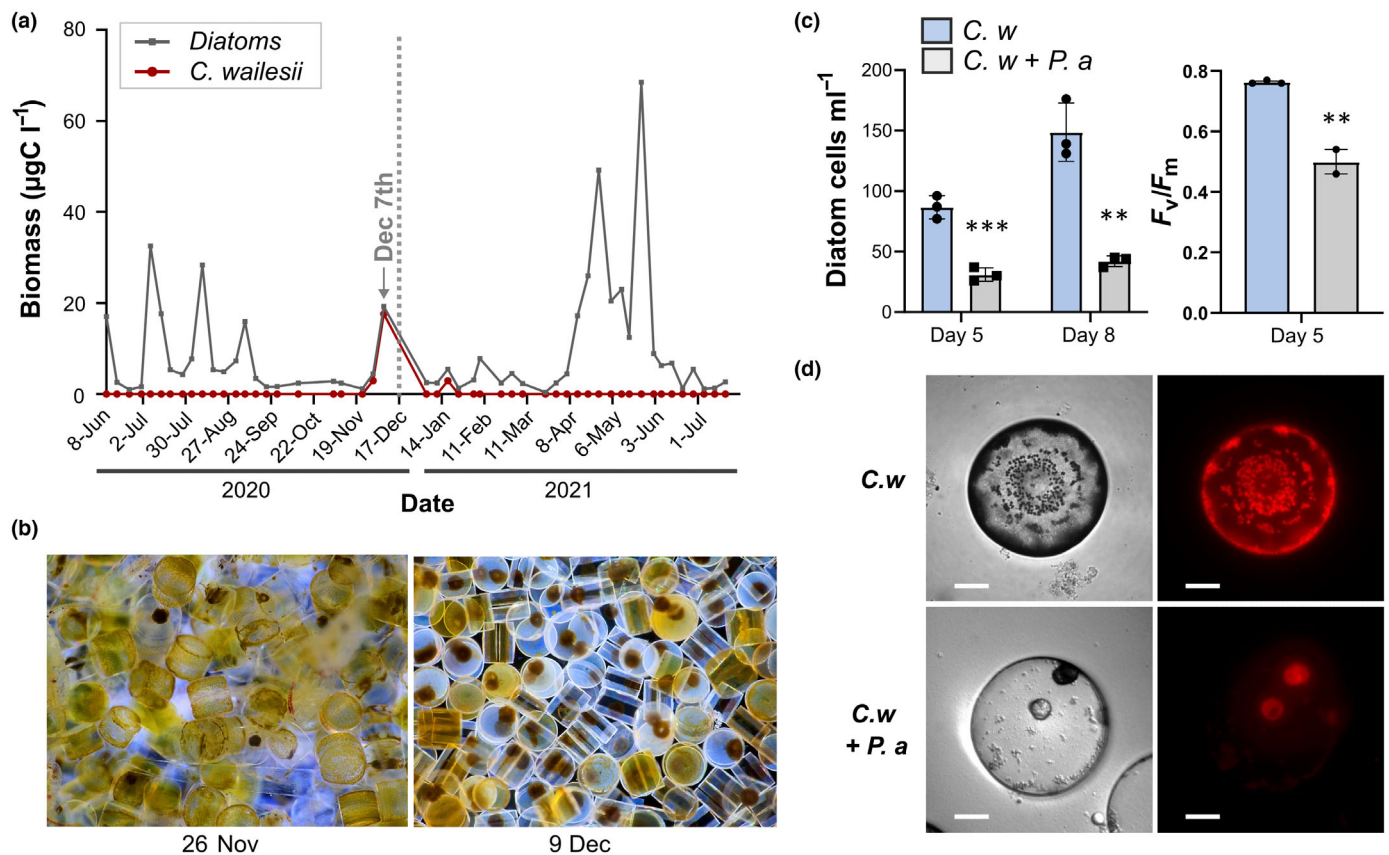 (a)
80
60
40
20
0
Biomass (µgC l⁻¹)
Diatoms
C. wailesii
Dec 7th
8-Jun
2-Jul
30-Jul
27-Aug
24-Sep
22-Oct
19-Nov
17-Dec
14-Jan
11-Feb
11-Mar
8-Apr
6-May
3-Jun
1-Jul
2020
2021
Date
(b)
26 Nov
9 Dec
(c)
C. w
C. w + P. a
200
150
100
50
0
Diatom cells ml⁻¹
***
**
Day 5
Day 8
0.8
0.6
0.4
0.2
0.0
Fv/Fm
**
Day 5
(d)
C.w
C.w
+ P. a